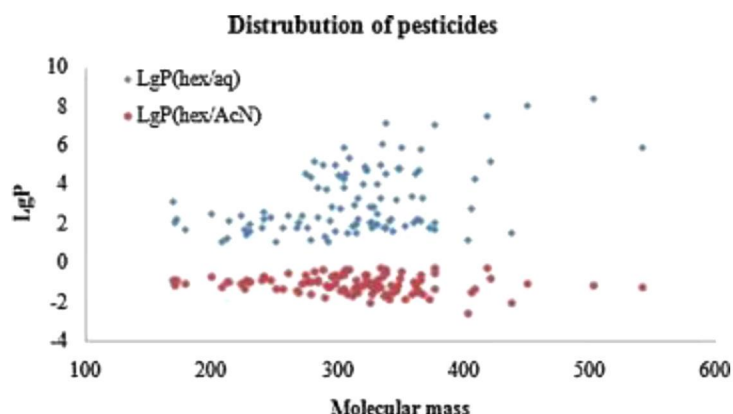 Distrubution of pesticides
10
LgP(hex/aq)
8
LgP(hex/AcN)
6
4
LgP
2
0
-2
-4
100 200 300 400 500 600
Molecular mass